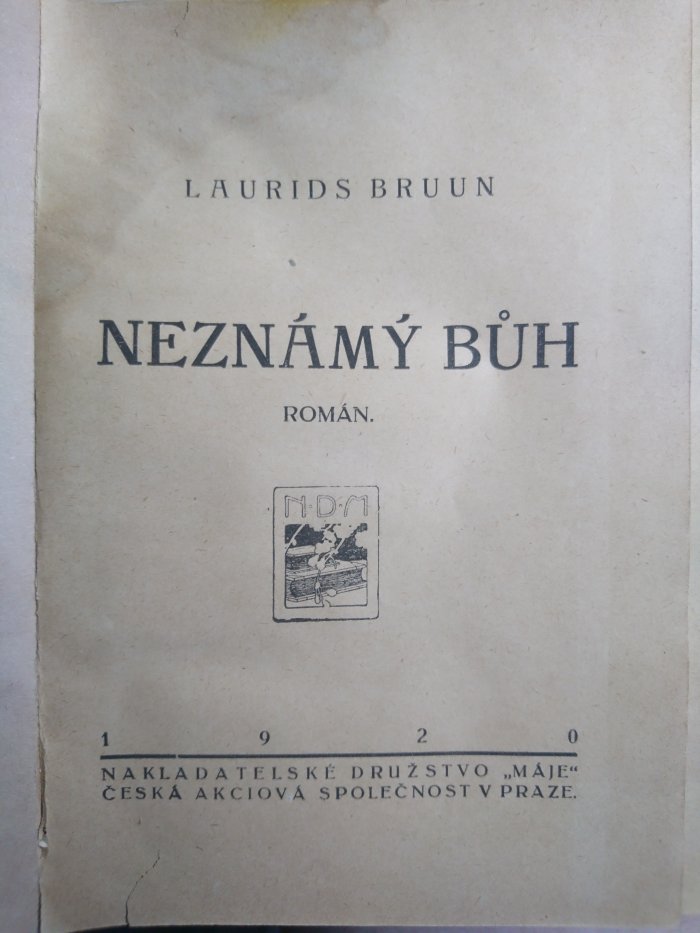 LAURIDS BRUUN
NEZNÁMÝ BŮH
ROMÁN.
N·D·M
1 9 2 0
NAKLADATELSKÉ DRUŽSTVO „MÁJE“
ČESKÁ AKCIOVÁ SPOLEČNOST V PRAZE.